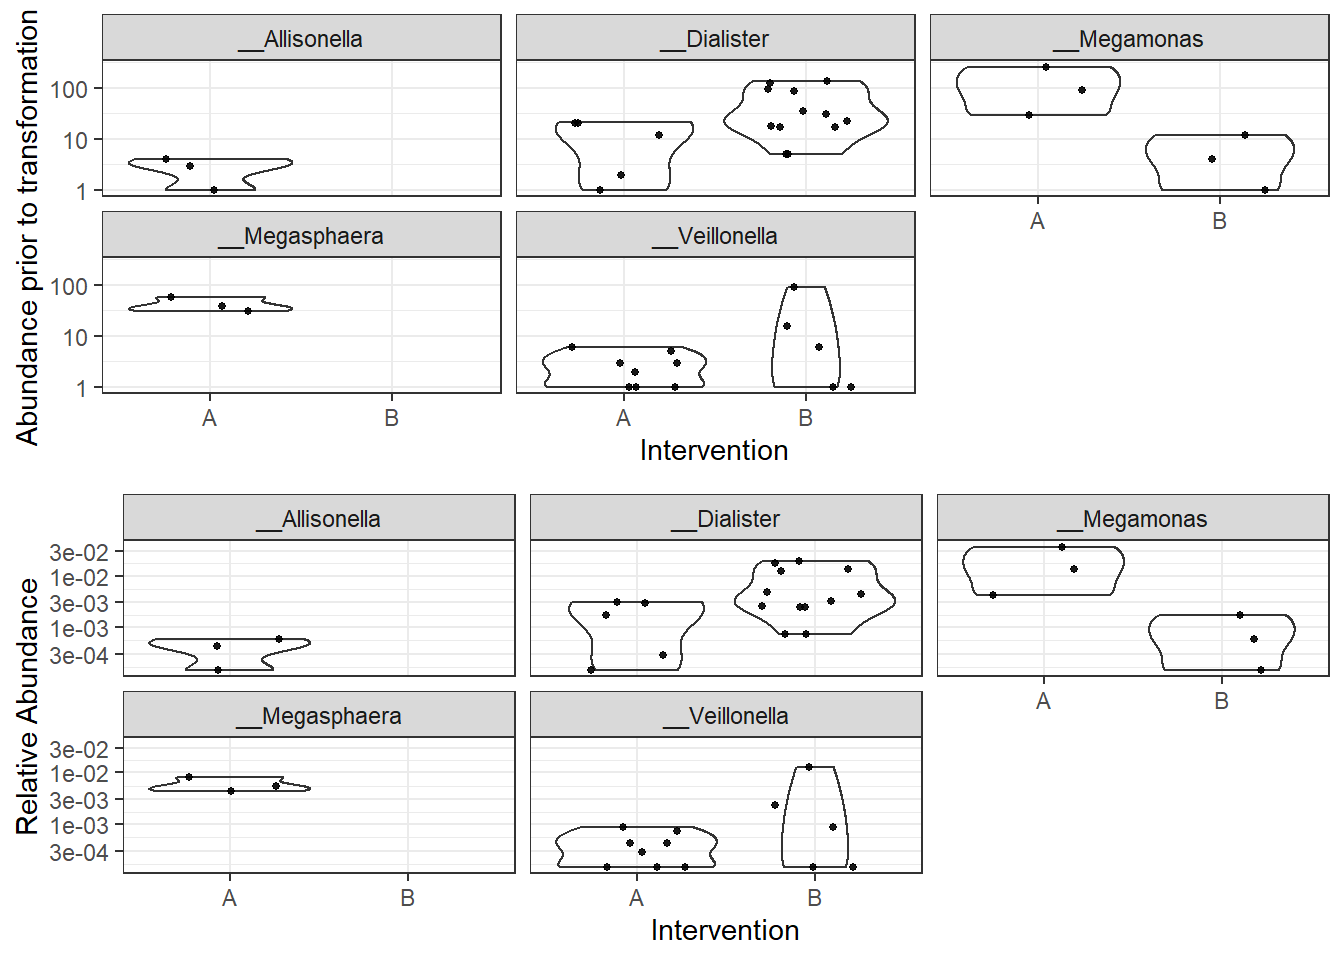 Abundance prior to transformation
__Allisonella
__Dialister
__Megamonas
100
10
1
A
B
__Megasphaera
__Veillonella
100
10
1
A
B
A
B
Intervention
Relative Abundance
__Allisonella
__Dialister
__Megamonas
3e-02
1e-02
3e-03
1e-03
3e-04
A
B
__Megasphaera
__Veillonella
3e-02
1e-02
3e-03
1e-03
3e-04
A
B
A
B
Intervention